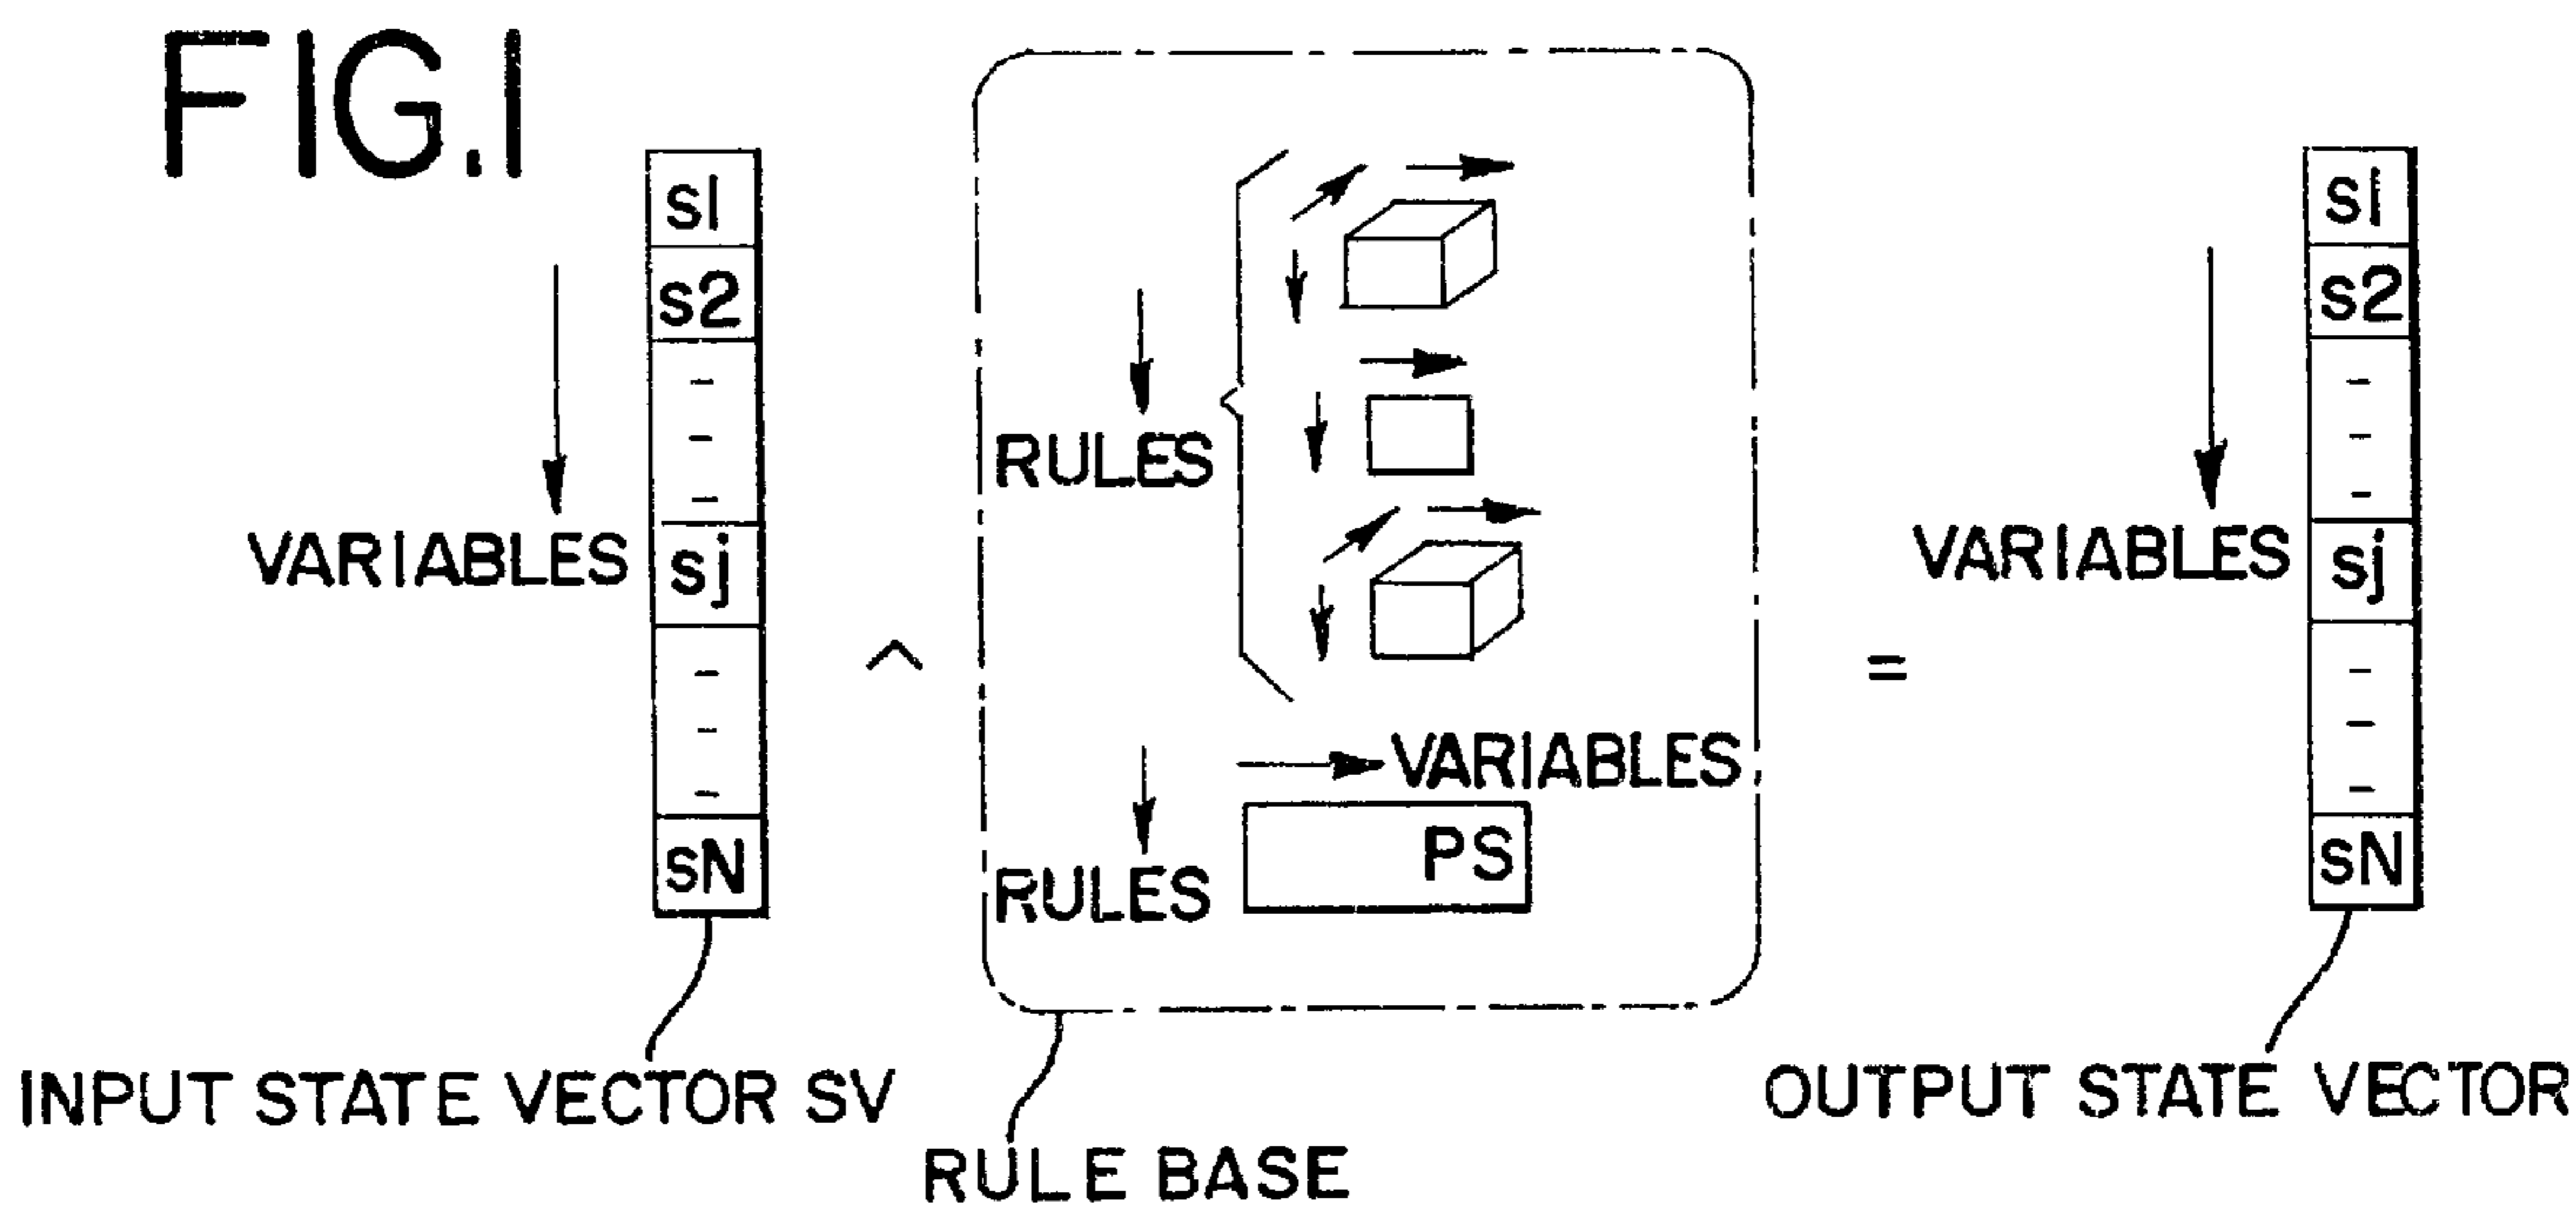 FIG.1
s1
s2
-
-
-
VARIABLES
sj
-
-
-
sN
INPUT STATE VECTOR SV
^
RULES
VARIABLES
RULES
PS
RULE BASE
=
s1
s2
-
-
-
VARIABLES
sj
-
-
-
sN
OUTPUT STATE VECTOR